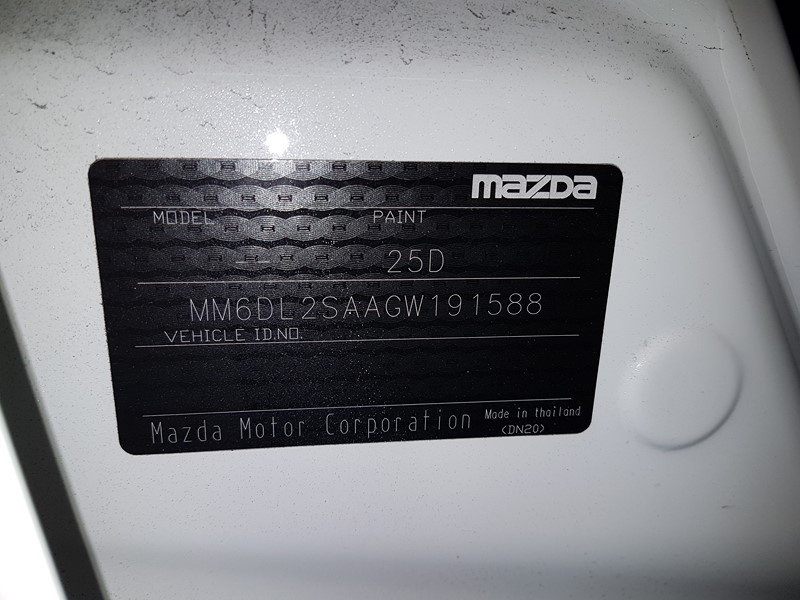 mazda
MODEL PAINT
25D
MM6DL2SAAGW191588
VEHICLE ID.NO.
Mazda Motor Corporation Made in thailand
(DN20)